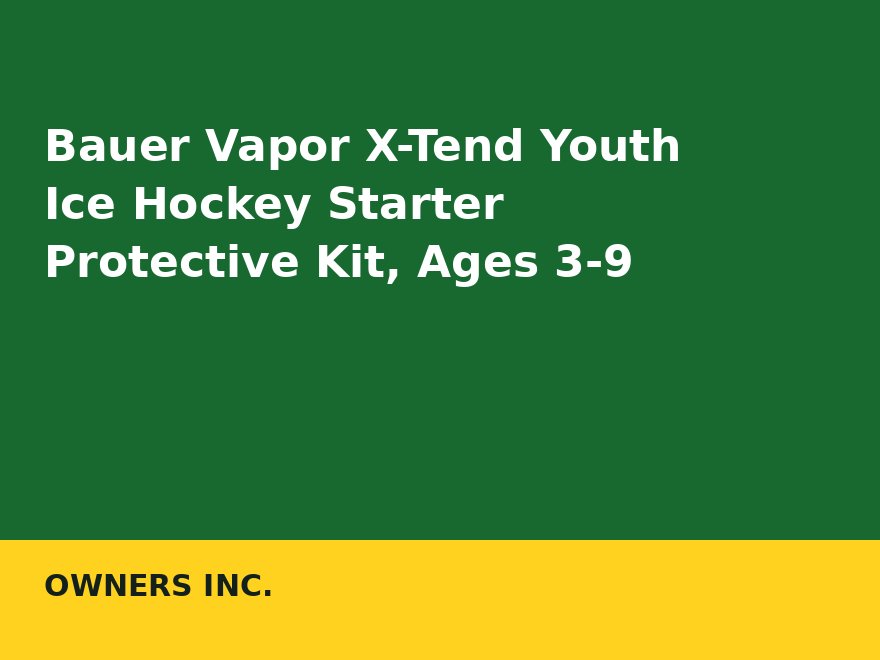 Bauer Vapor X-Tend Youth
Ice Hockey Starter
Protective Kit, Ages 3-9
OWNERS INC.